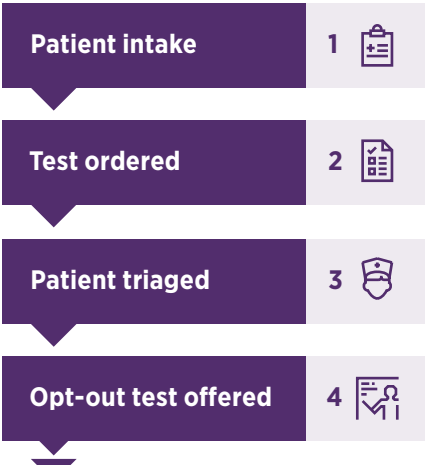 Patient intake 1
Test ordered 2
Patient triaged 3
Opt-out test offered 4